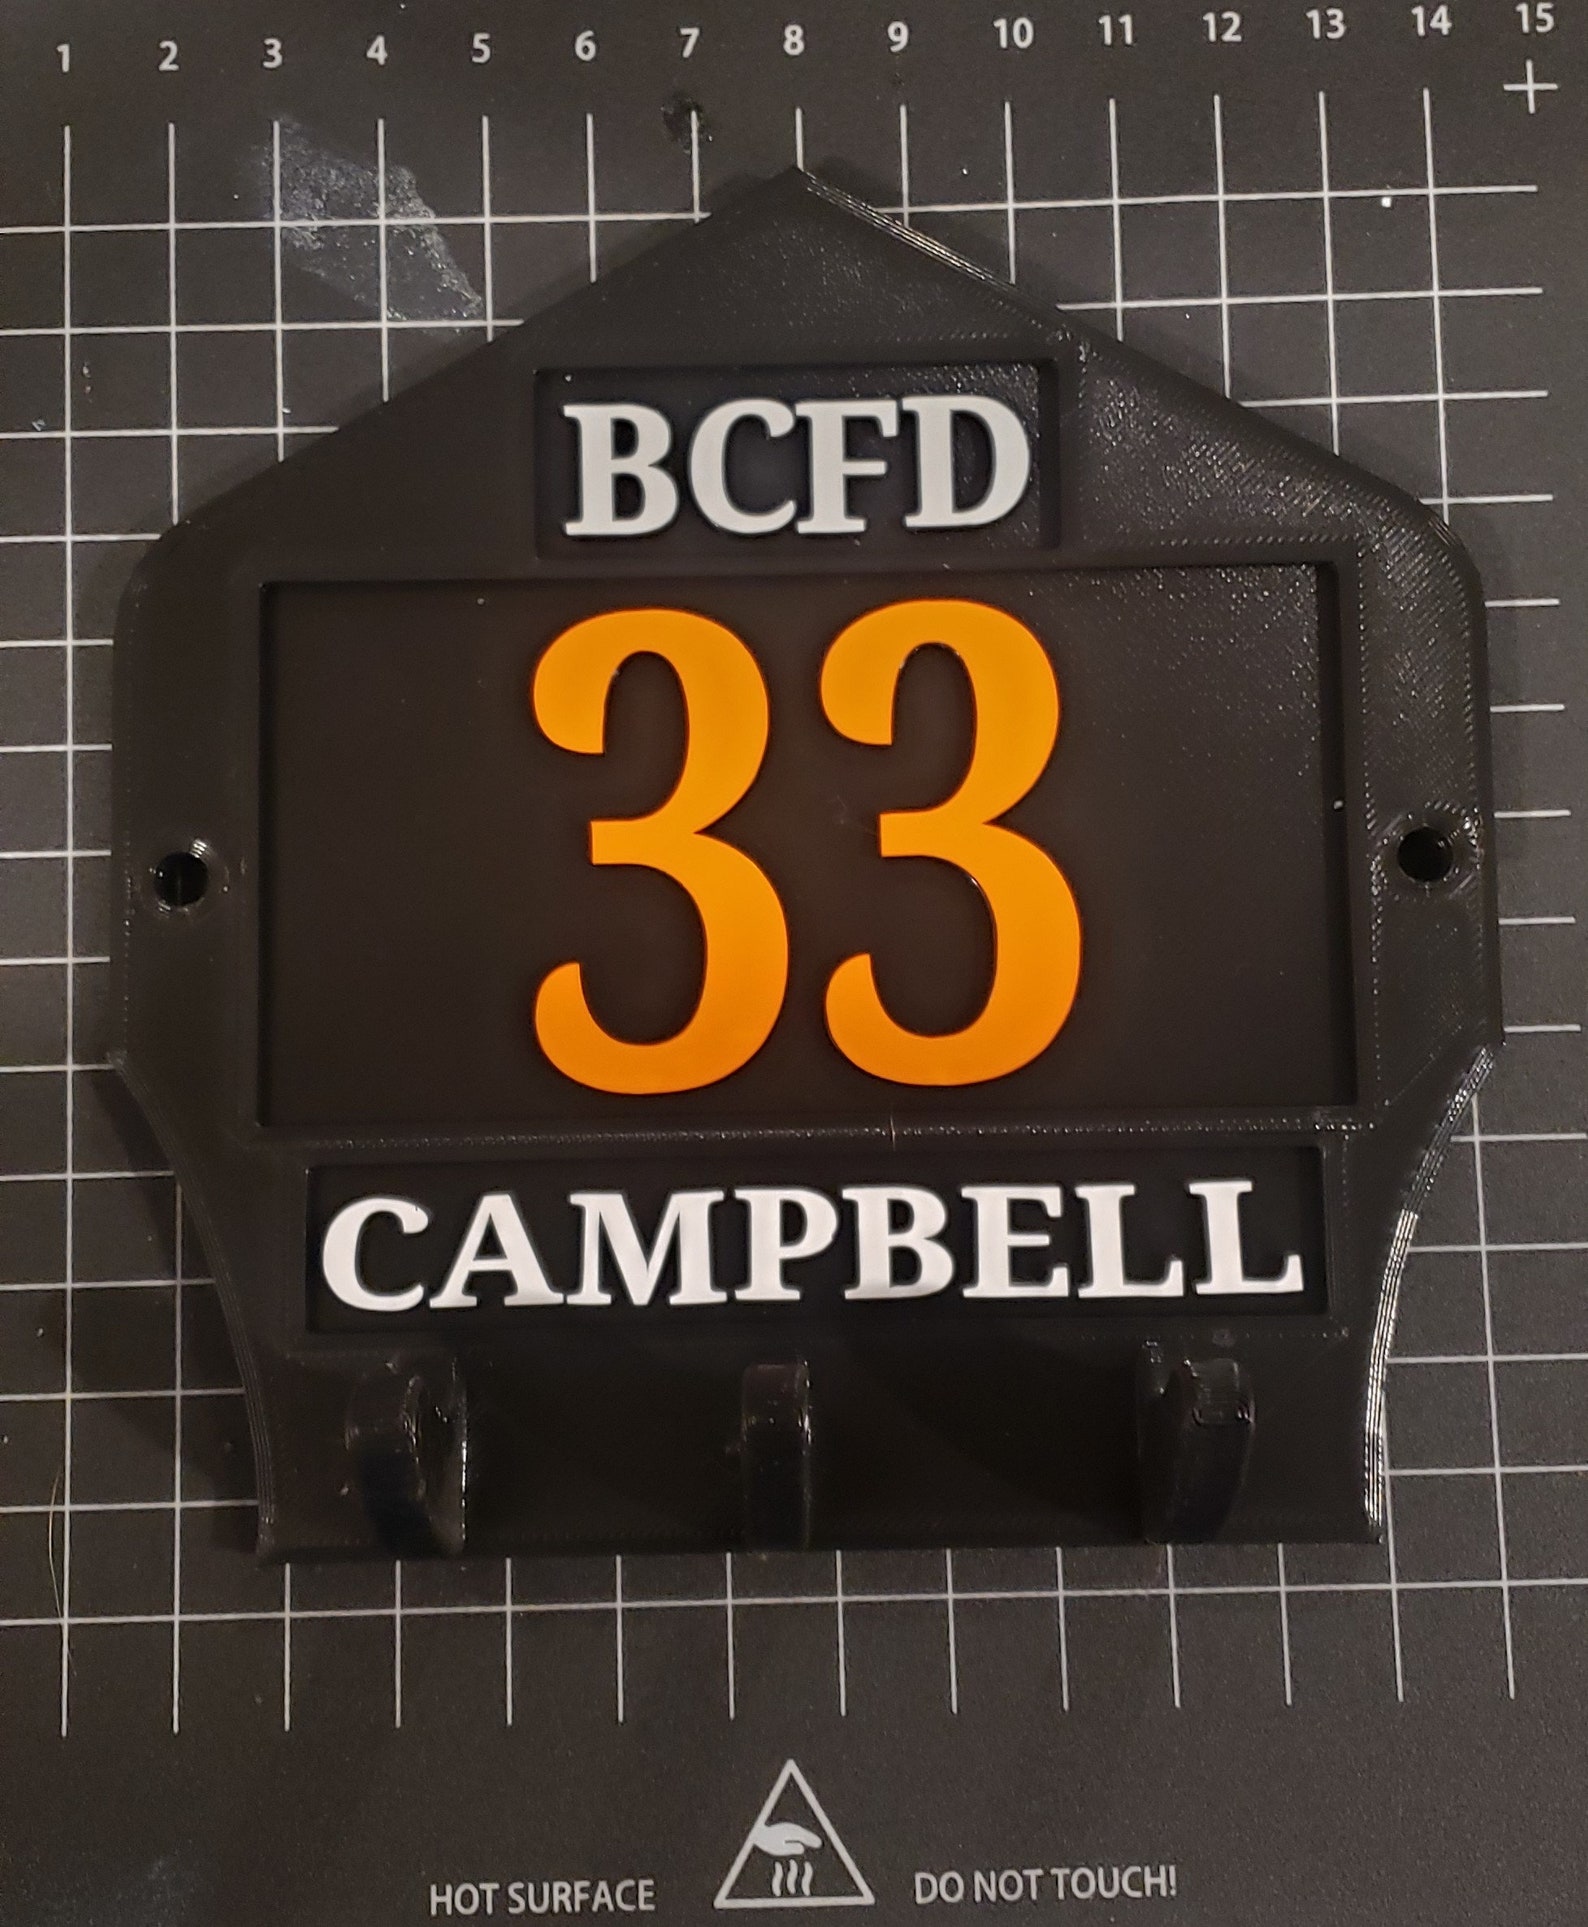 1 2 3 4 5 6 7 8 9 10 11 12 13 14 15
BCFD
33
CAMPBELL
HOT SURFACE DO NOT TOUCH!